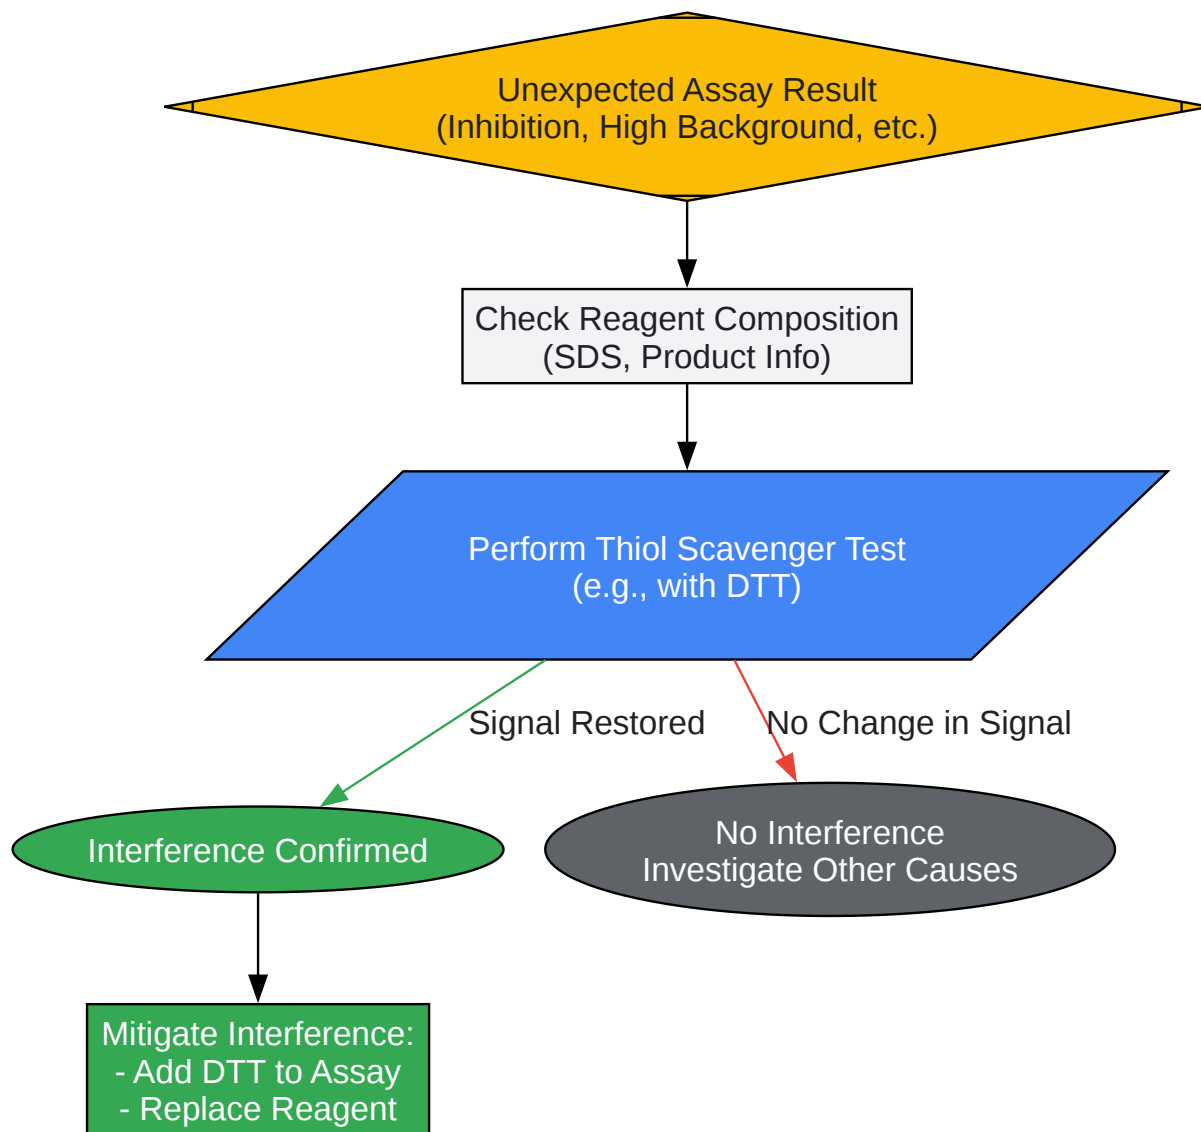 Unexpected Assay Result
(Inhibition, High Background, etc.)
Check Reagent Composition
(SDS, Product Info)
Perform Thiol Scavenger Test
(e.g., with DTT)
Signal Restored
No Change in Signal
Interference Confirmed
No Interference
Investigate Other Causes
Mitigate Interference:
- Add DTT to Assay
- Replace Reagent